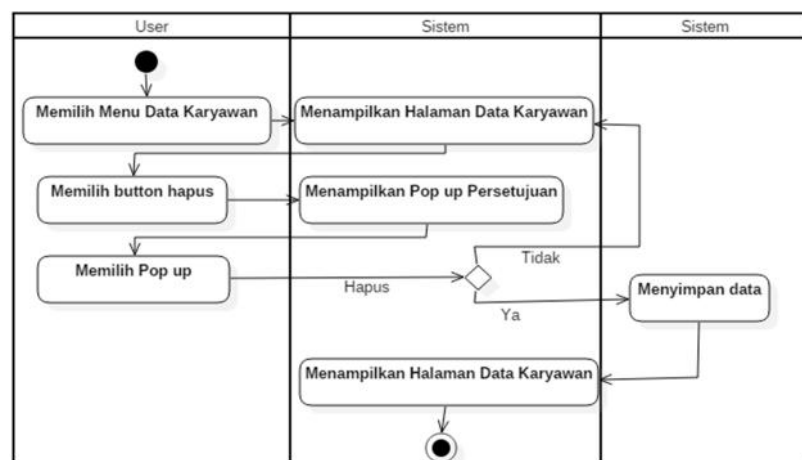 User
Sistem
Sistem
Memilih Menu Data Karyawan
Menampilkan Halaman Data Karyawan
Memilih button hapus
Menampilkan Pop up Persetujuan
Memilih Pop up
Hapus
Tidak
Ya
Menyimpan data
Menampilkan Halaman Data Karyawan